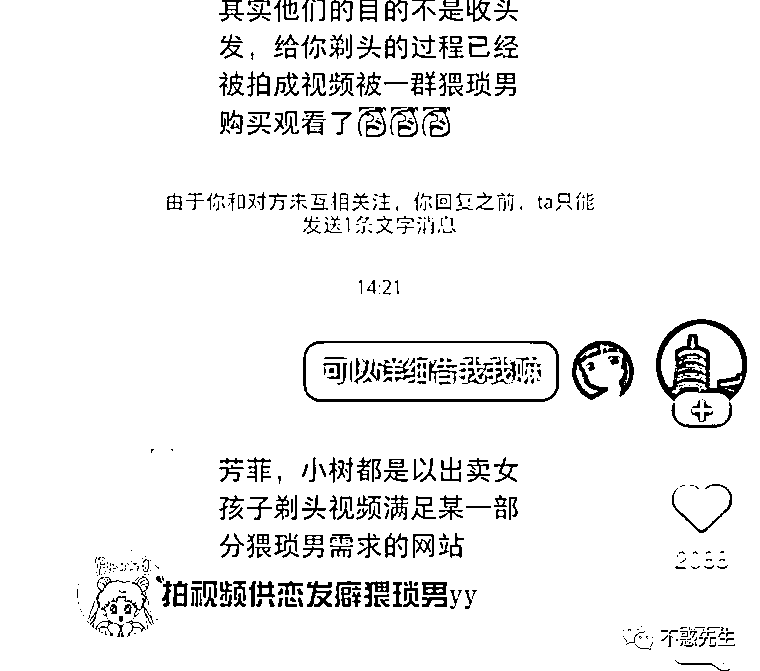 其实他们的目的不是收头
发，给你剃头的过程已经
被拍成视频被一群猥琐男
购买观看了
由于你和对方未互相关注，你回复之前，ta只能
发送1条文字消息
14:21
可以详细告我我嘛
芳菲，小树都是以出卖女
孩子剃头视频满足某一部
分猥琐男需求的网站
拍视频供恋发癖猥琐男yy
不惑先生